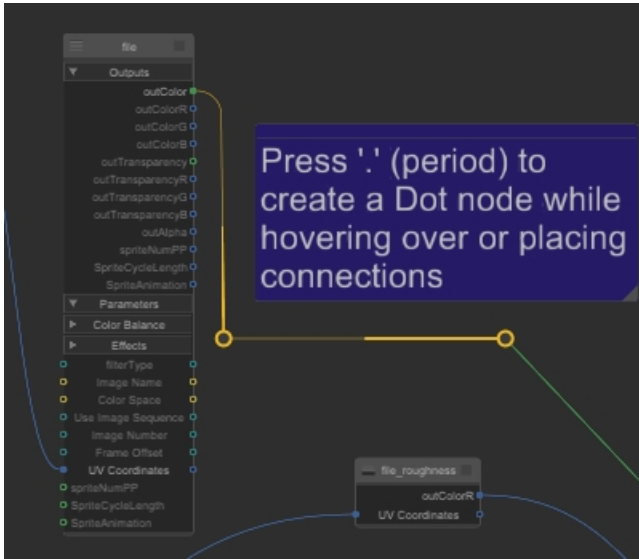 file
Outputs
outColor
outColorR
outColorG
outColorB
outTransparency
outTransparencyR
outTransparencyG
outTransparencyB
outAlpha
spriteNumPP
SpriteCycleLength
SpriteAnimation
Parameters
Color Balance
Effects
filterType
Image Name
Color Space
Use Image Sequence
Image Number
Frame Offset
UV Coordinates
spriteNumPP
SpriteCycleLength
SpriteAnimation
Press '.' (period) to
create a Dot node while
hovering over or placing
connections
file_roughness
outColorR
UV Coordinates